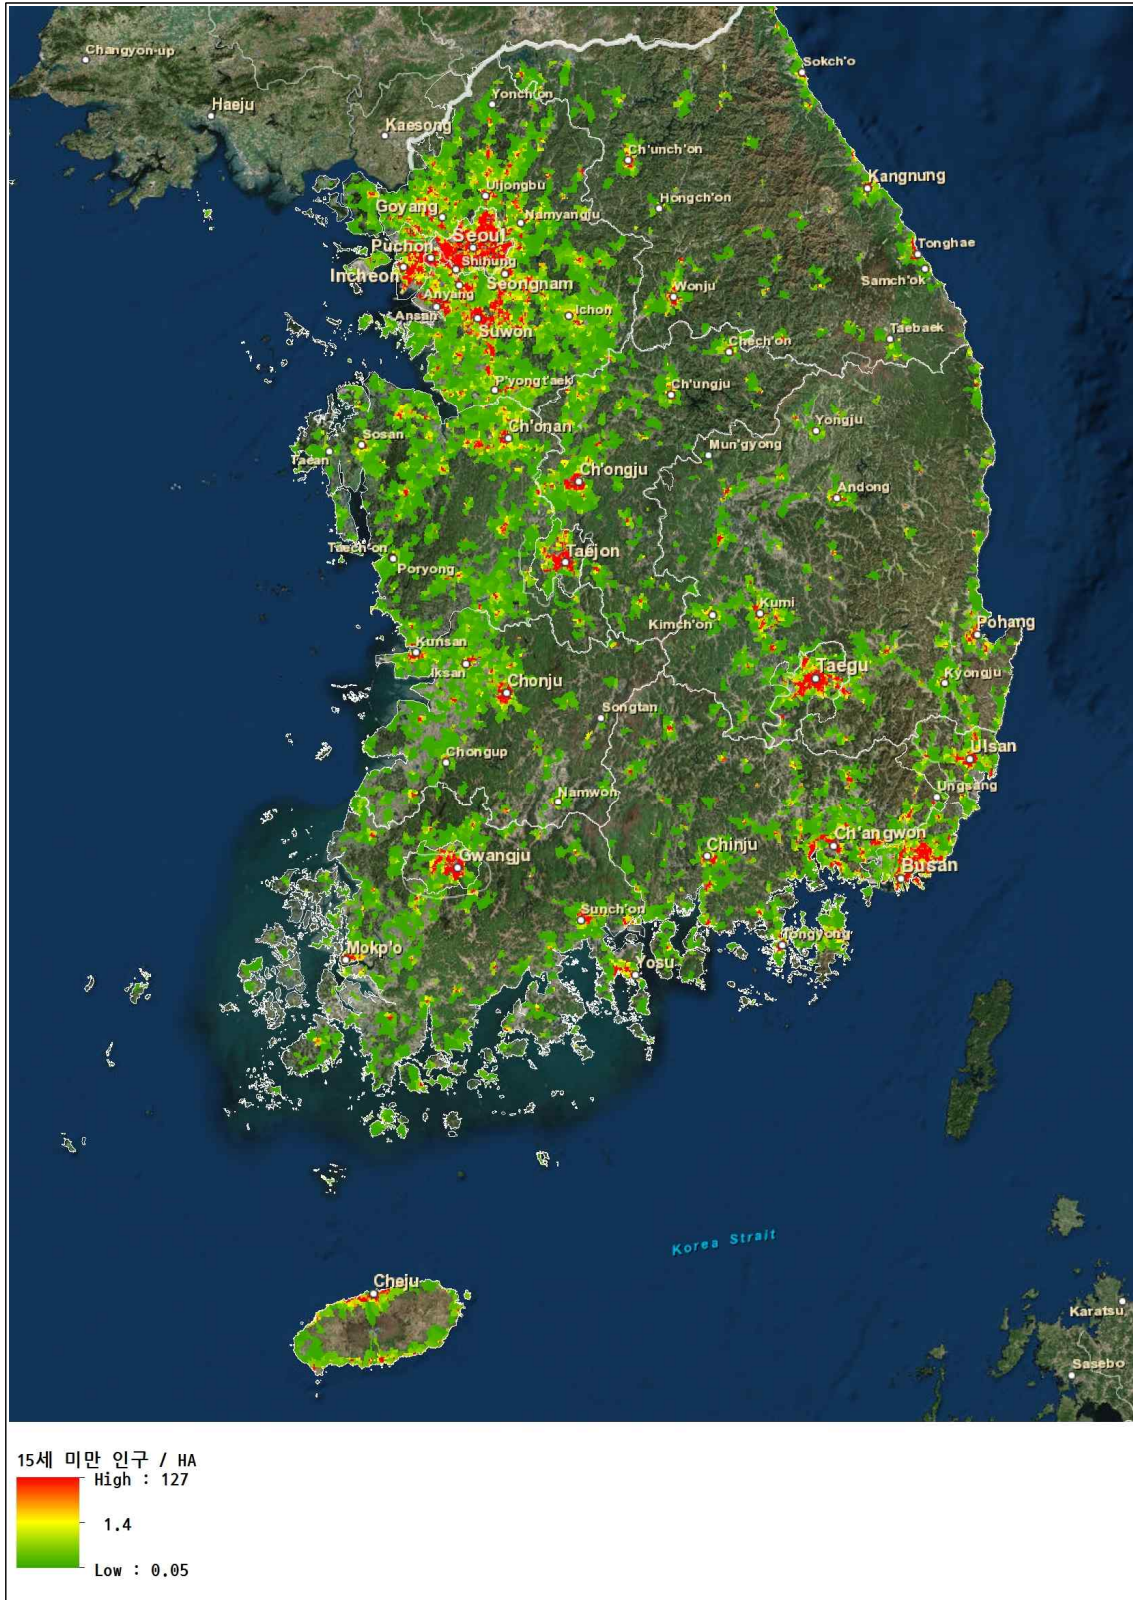 Changyon-up
Sokch'o
Haeju
Yonch'on
Kaesong
Ch'unch'on
Uijongbu
Kangnung
Goyang
Hongch'on
Namyangju
Seoul
Puchon
Tonghae
Shihung
Incheon
Seongnam
Samch'ok
Anyang
Wonju
Ansan
Ichon
Suwon
Taebaek
Chech'on
P'yongt'aek
Ch'ungju
Ch'onan
Yongju
Sosan
Mun'gyong
Taean
Ch'ongju
Andong
Taech'on
Taejon
Poryong
Kumi
Kimch'on
Pohang
Kunsan
Iksan
Taegu
Kyongju
Chonju
Songtan
Ulsan
Chongup
Ungsang
Namwon
Ch'angwon
Chinju
Gwangju
Busan
Sunch'on
Tongyong
Mokp'o
Yosu
Korea Strait
Cheju
Karatsu
Sasebo
15세 미만 인구 / HA
High : 127
1.4
Low : 0.05